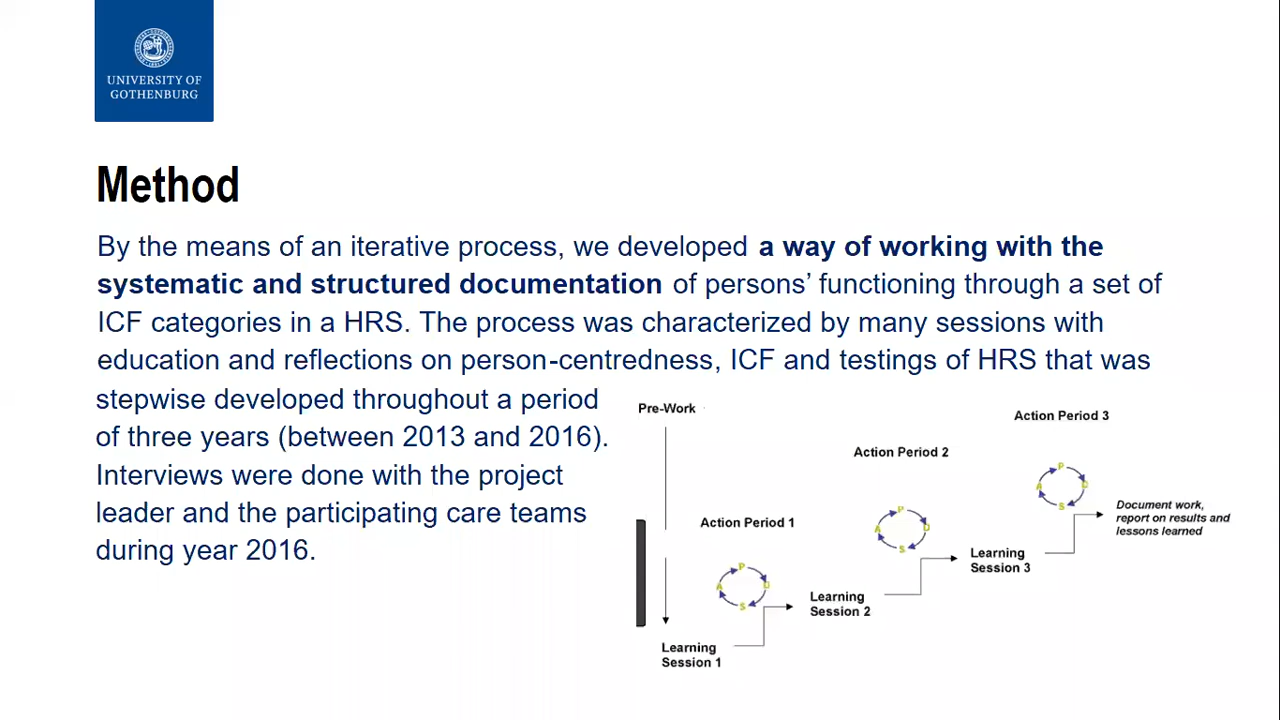 UNIVERSITY OF
GOTHENBURG
Method
By the means of an iterative process, we developed a way of working with the
systematic and structured documentation of persons’ functioning through a set of
ICF categories in a HRS. The process was characterized by many sessions with
education and reflections on person-centredness, ICF and testings of HRS that was
stepwise developed throughout a period
of three years (between 2013 and 2016).
Interviews were done with the project
leader and the participating care teams
during year 2016.
Pre-Work
Action Period 1
P
A D
S
Learning
Session 1
Action Period 2
P
A D
S
Learning
Session 2
Action Period 3
P
A D
S
Learning
Session 3
Document work,
report on results and
lessons learned